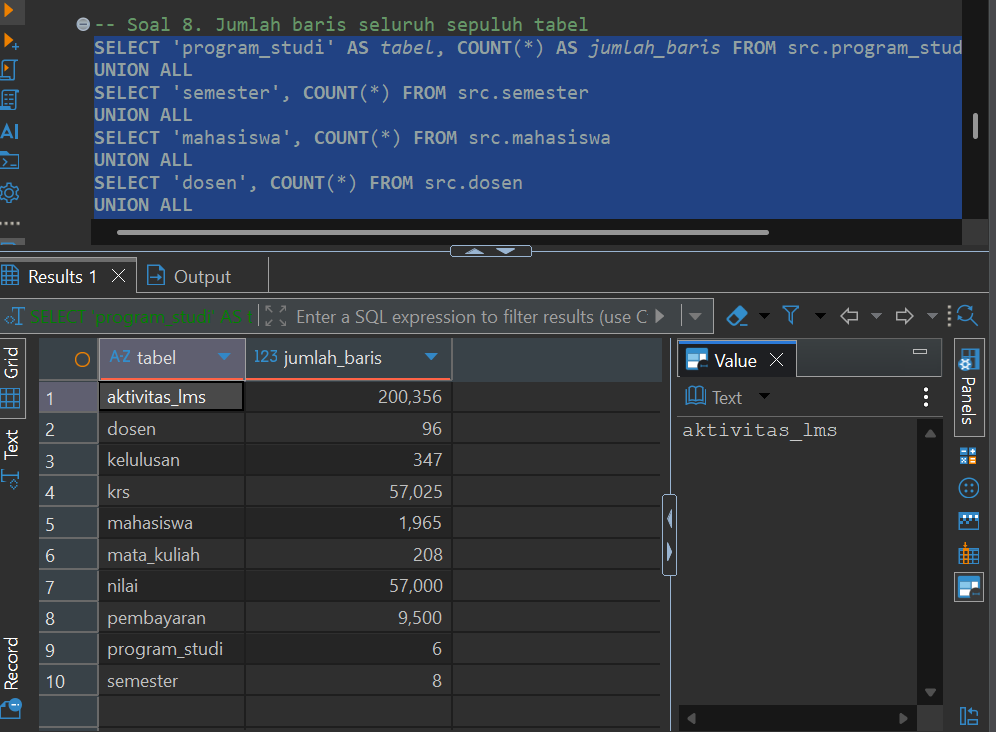 -- Soal 8. Jumlah baris seluruh sepuluh tabel
SELECT 'program_studi' AS tabel, COUNT(*) AS jumlah_baris FROM src.program_stud
UNION ALL
SELECT 'semester', COUNT(*) FROM src.semester
UNION ALL
SELECT 'mahasiswa', COUNT(*) FROM src.mahasiswa
UNION ALL
SELECT 'dosen', COUNT(*) FROM src.dosen
UNION ALL
AI
Results 1
Output
SELECT 'program_studi' AS t
Enter a SQL expression to filter results (use C
Grid
Text
Record
A-Z tabel
123 jumlah_baris
1 aktivitas_lms 200,356
2 dosen 96
3 kelulusan 347
4 krs 57,025
5 mahasiswa 1,965
6 mata_kuliah 208
7 nilai 57,000
8 pembayaran 9,500
9 program_studi 6
10 semester 8
Value
Text
aktivitas_lms
Panels